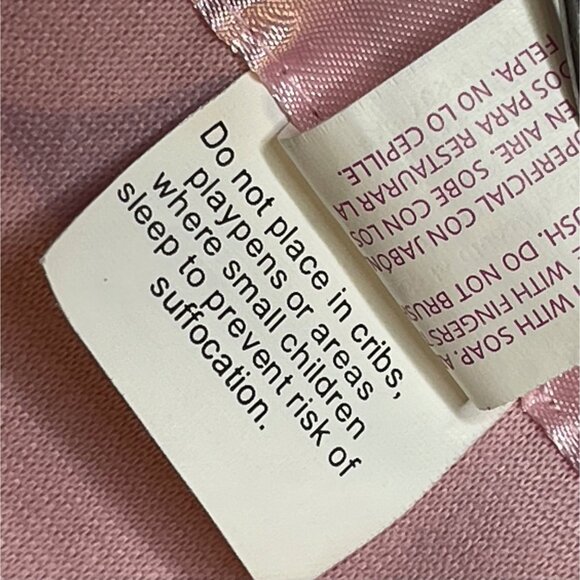 Do not place in cribs,
playpens or areas
where small children
sleep to prevent risk of
suffocation.
WITH SOAP. A
WITH FINGERS
SH. DO NOT BRUS
PERFICIAL CON JABÓN
EN AIRE. SOBE CON LOS
DOS PARA RESTAURAR LA
FELPA. NO LO CEPILLE.